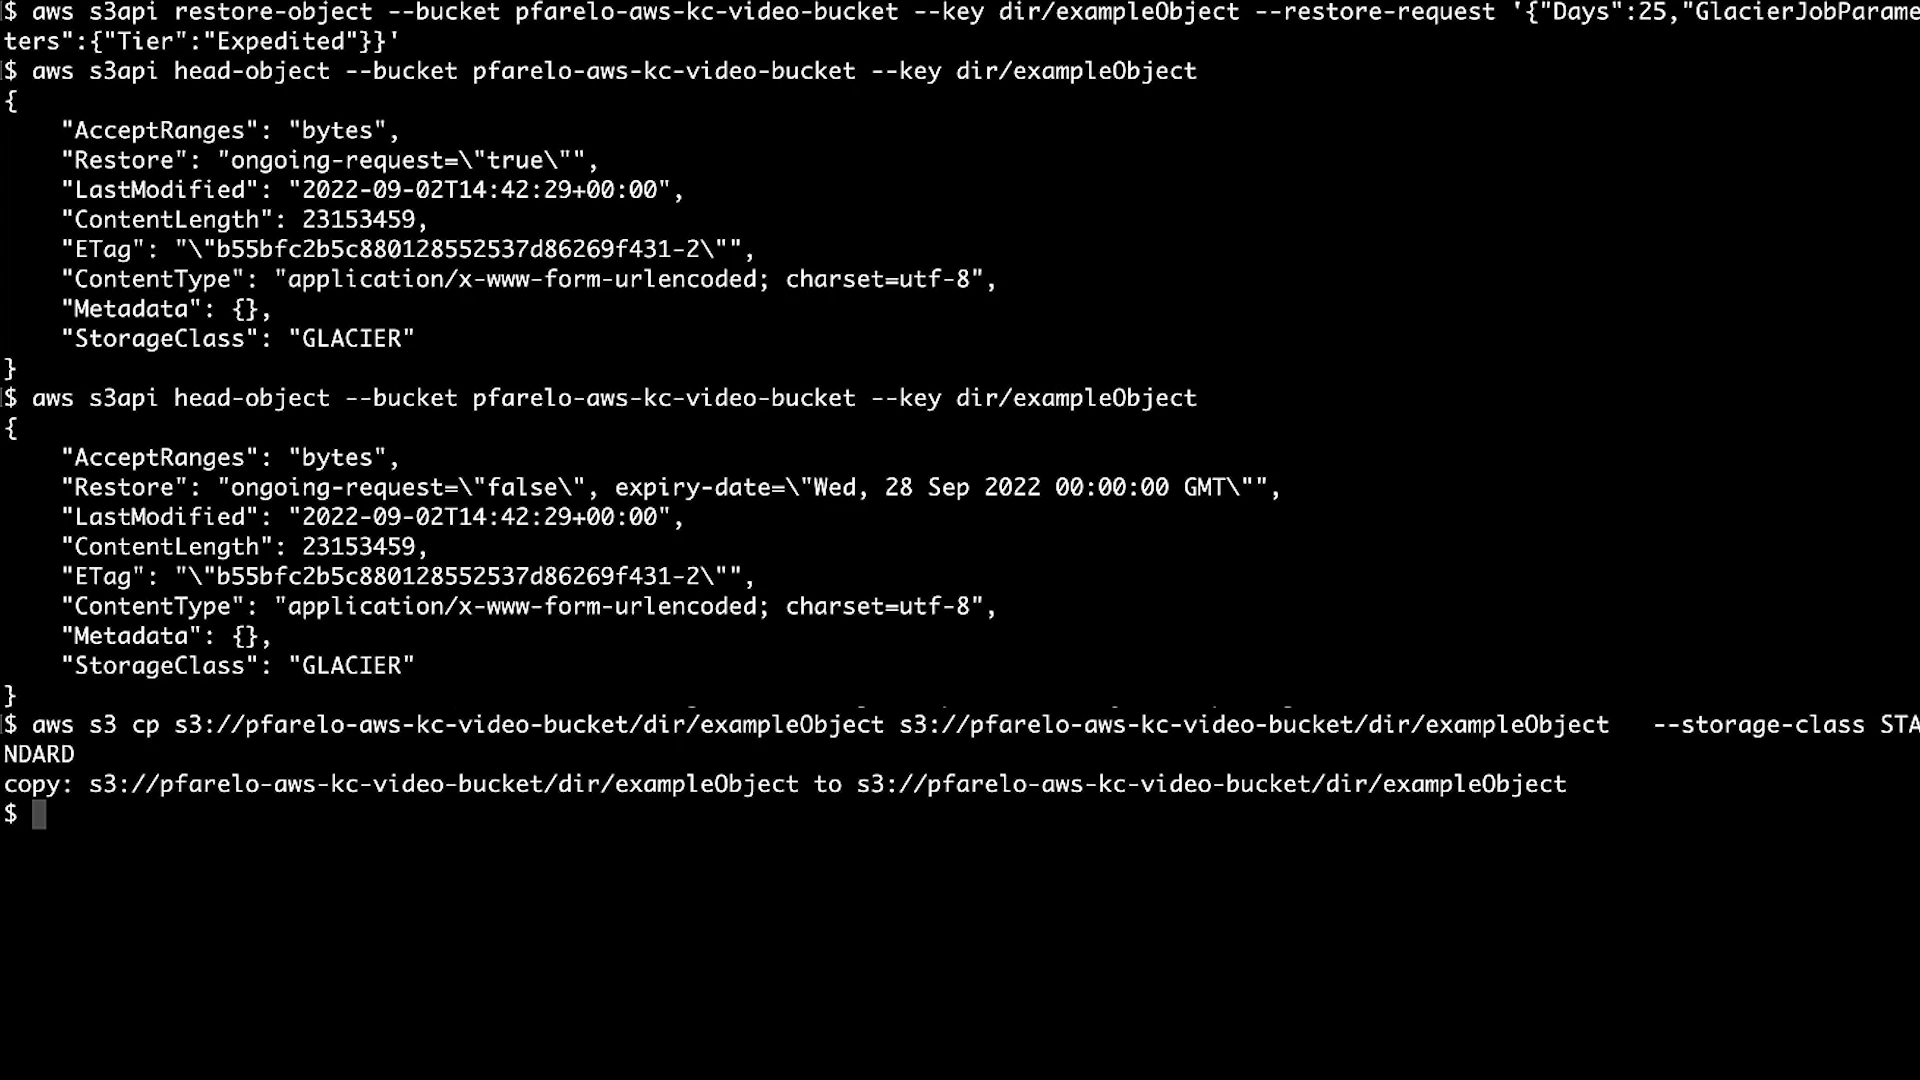 $ aws s3api restore-object --bucket pfarelo-aws-kc-video-bucket --key dir/exampleObject --restore-request '{"Days":25,"GlacierJobParame
ters":{"Tier":"Expedited"}}'
$ aws s3api head-object --bucket pfarelo-aws-kc-video-bucket --key dir/exampleObject
{
    "AcceptRanges": "bytes",
    "Restore": "ongoing-request=\"true\"",
    "LastModified": "2022-09-02T14:42:29+00:00",
    "ContentLength": 23153459,
    "ETag": "\"b55bfc2b5c880128552537d86269f431-2\"",
    "ContentType": "application/x-www-form-urlencoded; charset=utf-8",
    "Metadata": {},
    "StorageClass": "GLACIER"
}
$ aws s3api head-object --bucket pfarelo-aws-kc-video-bucket --key dir/exampleObject
{
    "AcceptRanges": "bytes",
    "Restore": "ongoing-request=\"false\", expiry-date=\"Wed, 28 Sep 2022 00:00:00 GMT\"",
    "LastModified": "2022-09-02T14:42:29+00:00",
    "ContentLength": 23153459,
    "ETag": "\"b55bfc2b5c880128552537d86269f431-2\"",
    "ContentType": "application/x-www-form-urlencoded; charset=utf-8",
    "Metadata": {},
    "StorageClass": "GLACIER"
}
$ aws s3 cp s3://pfarelo-aws-kc-video-bucket/dir/exampleObject s3://pfarelo-aws-kc-video-bucket/dir/exampleObject   --storage-class STA
NDARD
copy: s3://pfarelo-aws-kc-video-bucket/dir/exampleObject to s3://pfarelo-aws-kc-video-bucket/dir/exampleObject
$